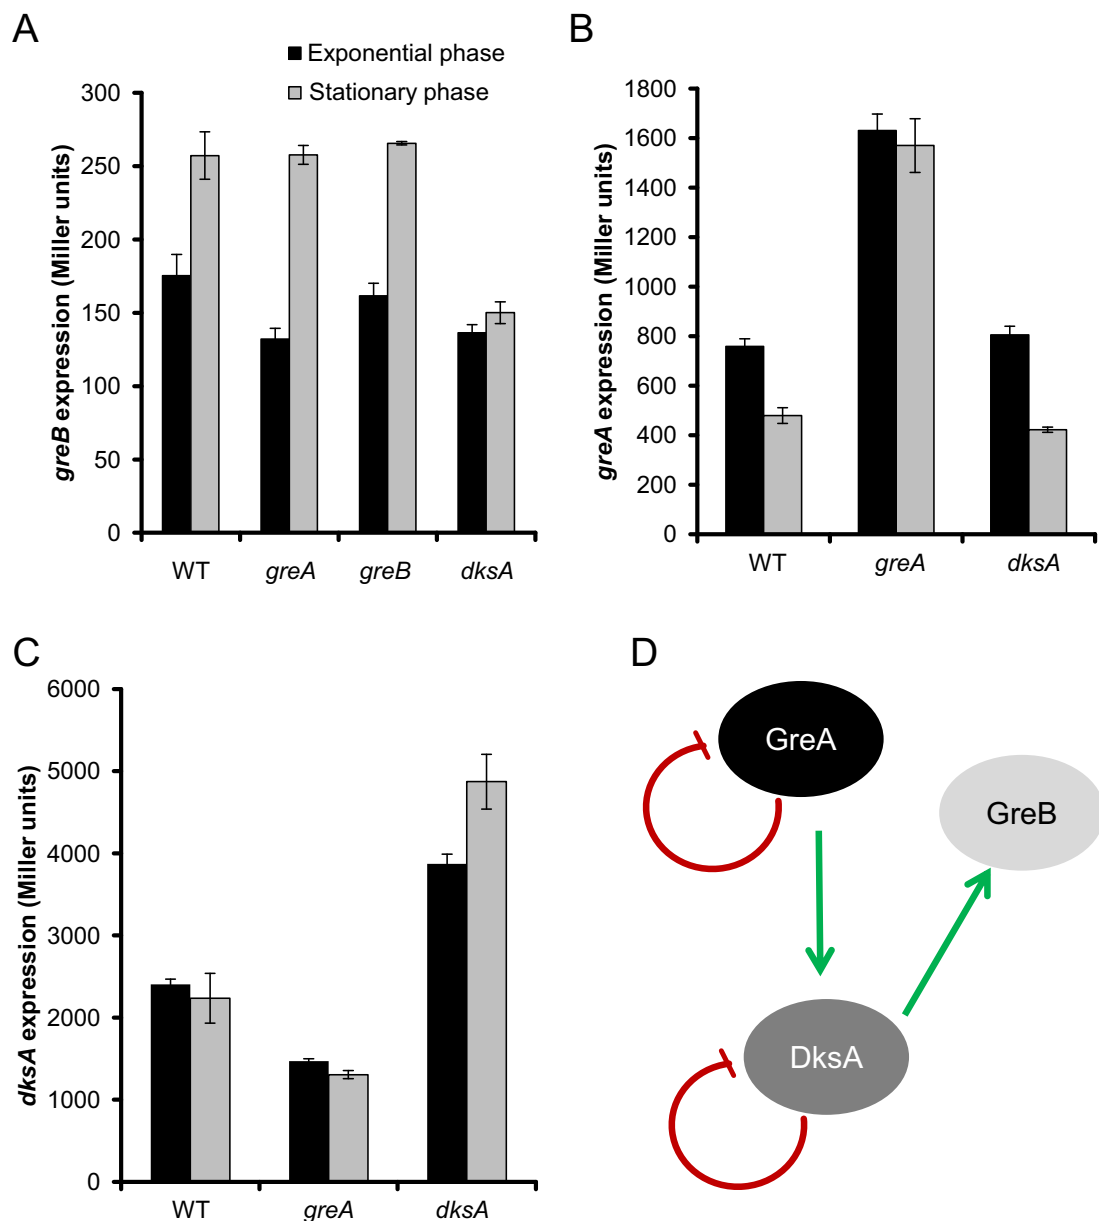 A
Exponential phase
Stationary phase
greB expression (Miller units)
300
250
200
150
100
50
0
WT greA greB dksA
B
greA expression (Miller units)
1800
1600
1400
1200
1000
800
600
400
200
0
WT greA dksA
C
dksA expression (Miller units)
6000
5000
4000
3000
2000
1000
0
WT greA dksA
D
GreA
GreB
DksA